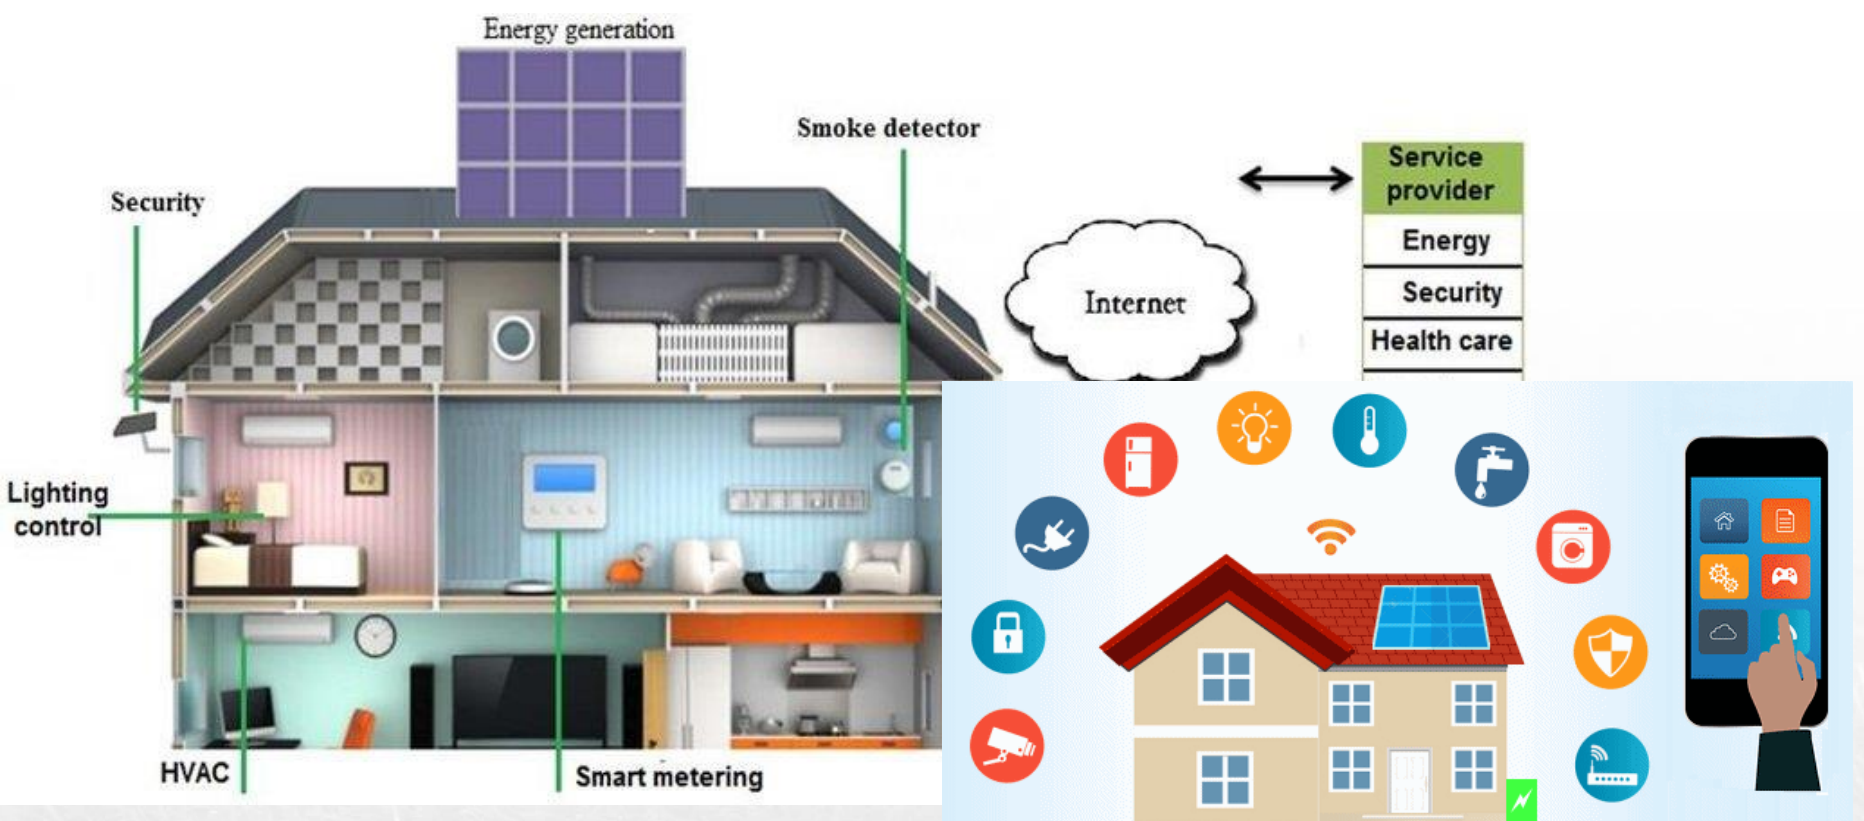 Energy generation
Smoke detector
Security
Lighting
control
HVAC
Smart metering
Internet
Service
provider
Energy
Security
Health care